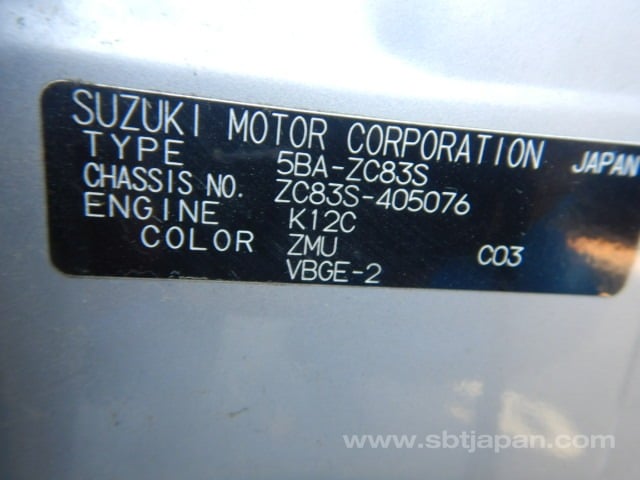 SUZUKI MOTOR CORPORATION JAPAN
TYPE 5BA-ZC83S
CHASSIS NO. ZC83S-405076
ENGINE K12C
COLOR ZMU C03
VBGE-2
www.sbtjapan.com